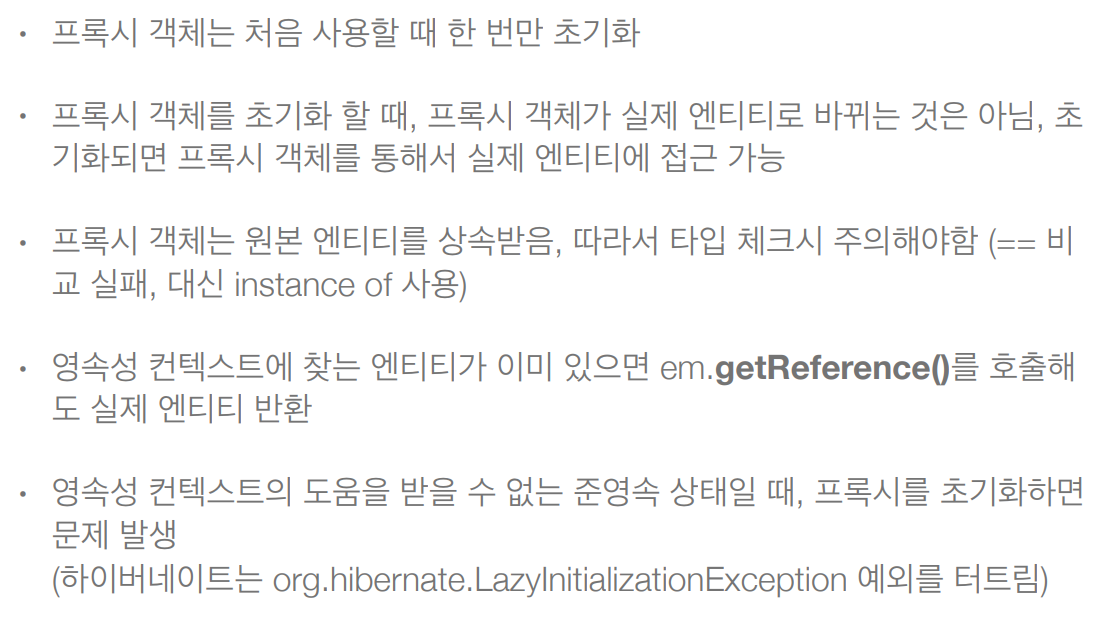 • 프록시 객체는 처음 사용할 때 한 번만 초기화
• 프록시 객체를 초기화 할 때, 프록시 객체가 실제 엔티티로 바뀌는 것은 아님, 초
기화되면 프록시 객체를 통해서 실제 엔티티에 접근 가능
• 프록시 객체는 원본 엔티티를 상속받음, 따라서 타입 체크시 주의해야함 (== 비
교 실패, 대신 instance of 사용)
• 영속성 컨텍스트에 찾는 엔티티가 이미 있으면 em.getReference()를 호출해
도 실제 엔티티 반환
• 영속성 컨텍스트의 도움을 받을 수 없는 준영속 상태일 때, 프록시를 초기화하면
문제 발생
(하이버네이트는 org.hibernate.LazyInitializationException 예외를 터트림)